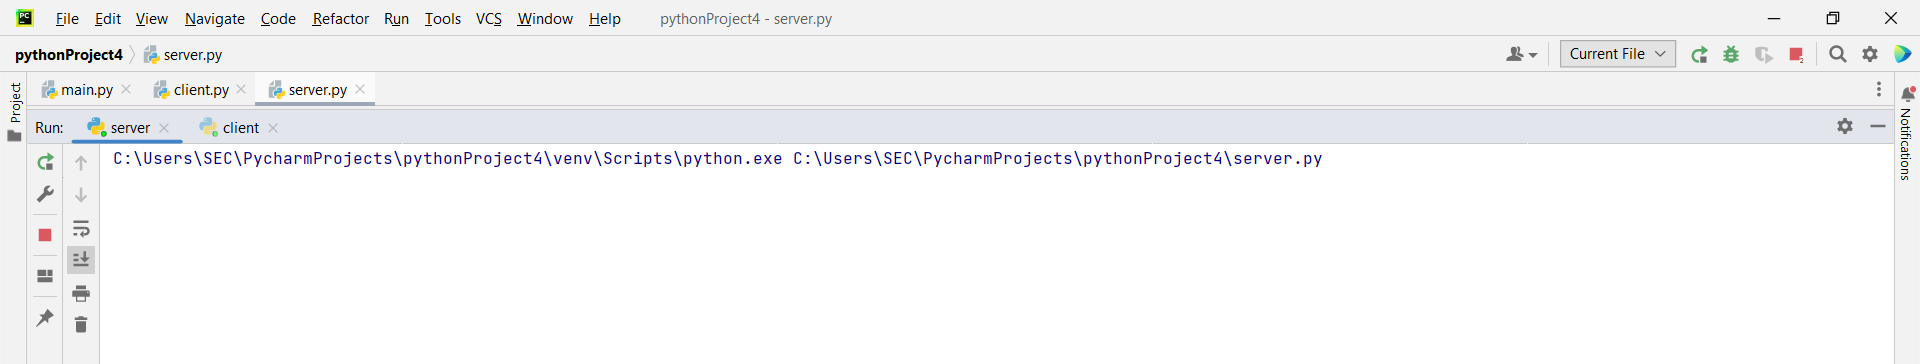 PC
File Edit View Navigate Code Refactor Run Tools VCS Window Help pythonProject4 - server.py
pythonProject4 server.py Current File 2
Project main.py client.py server.py
Run: server client
Notifications
C:\Users\SEC\PycharmProjects\pythonProject4\venv\Scripts\python.exe C:\Users\SEC\PycharmProjects\pythonProject4\server.py